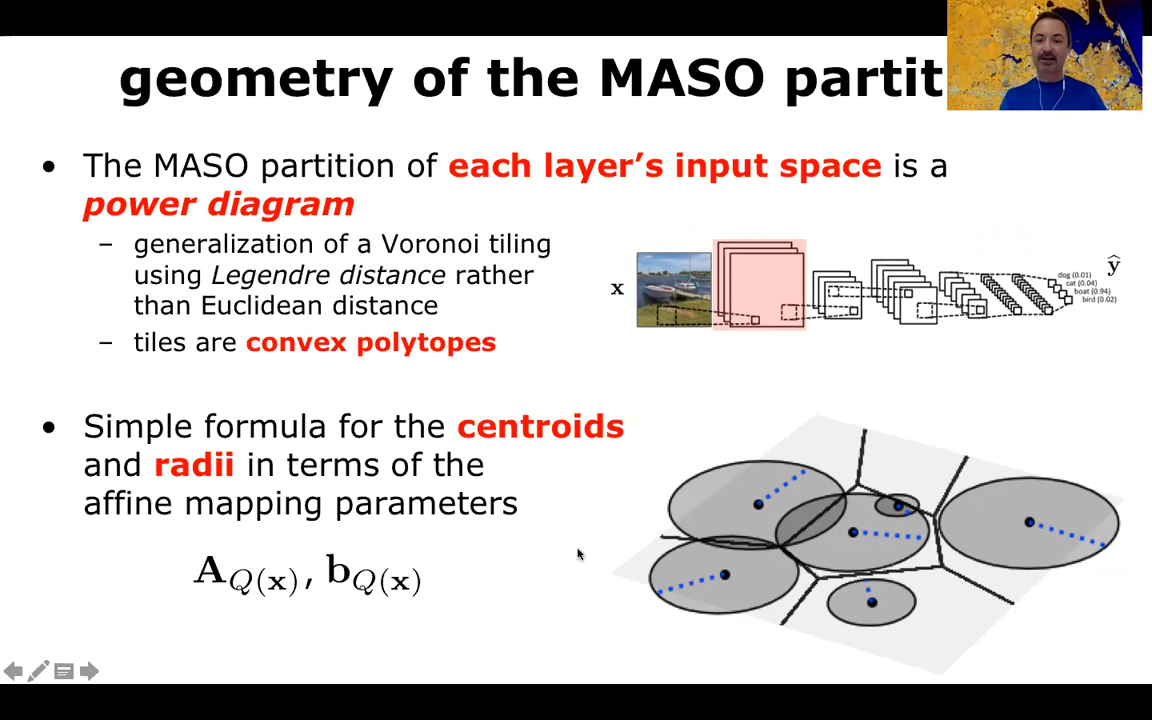 geometry of the MASO partit
• The MASO partition of each layer’s input space is a
power diagram
– generalization of a Voronoi tiling
using Legendre distance rather
than Euclidean distance
– tiles are convex polytopes
x
ŷ
dog (0.01)
cat (0.04)
boat (0.94)
bird (0.02)
• Simple formula for the centroids
and radii in terms of the
affine mapping parameters
A_{Q(x)}, b_{Q(x)}